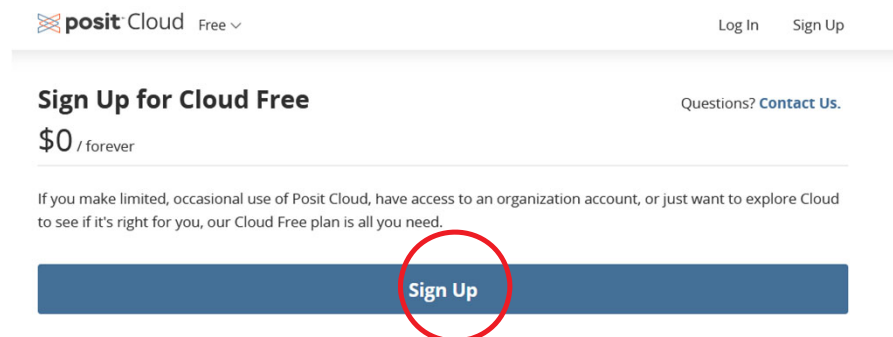 posit Cloud Free Log In Sign Up
Sign Up for Cloud Free Questions? Contact Us.
$0 / forever
If you make limited, occasional use of Posit Cloud, have access to an organization account, or just want to explore Cloud
to see if it's right for you, our Cloud Free plan is all you need.
Sign Up